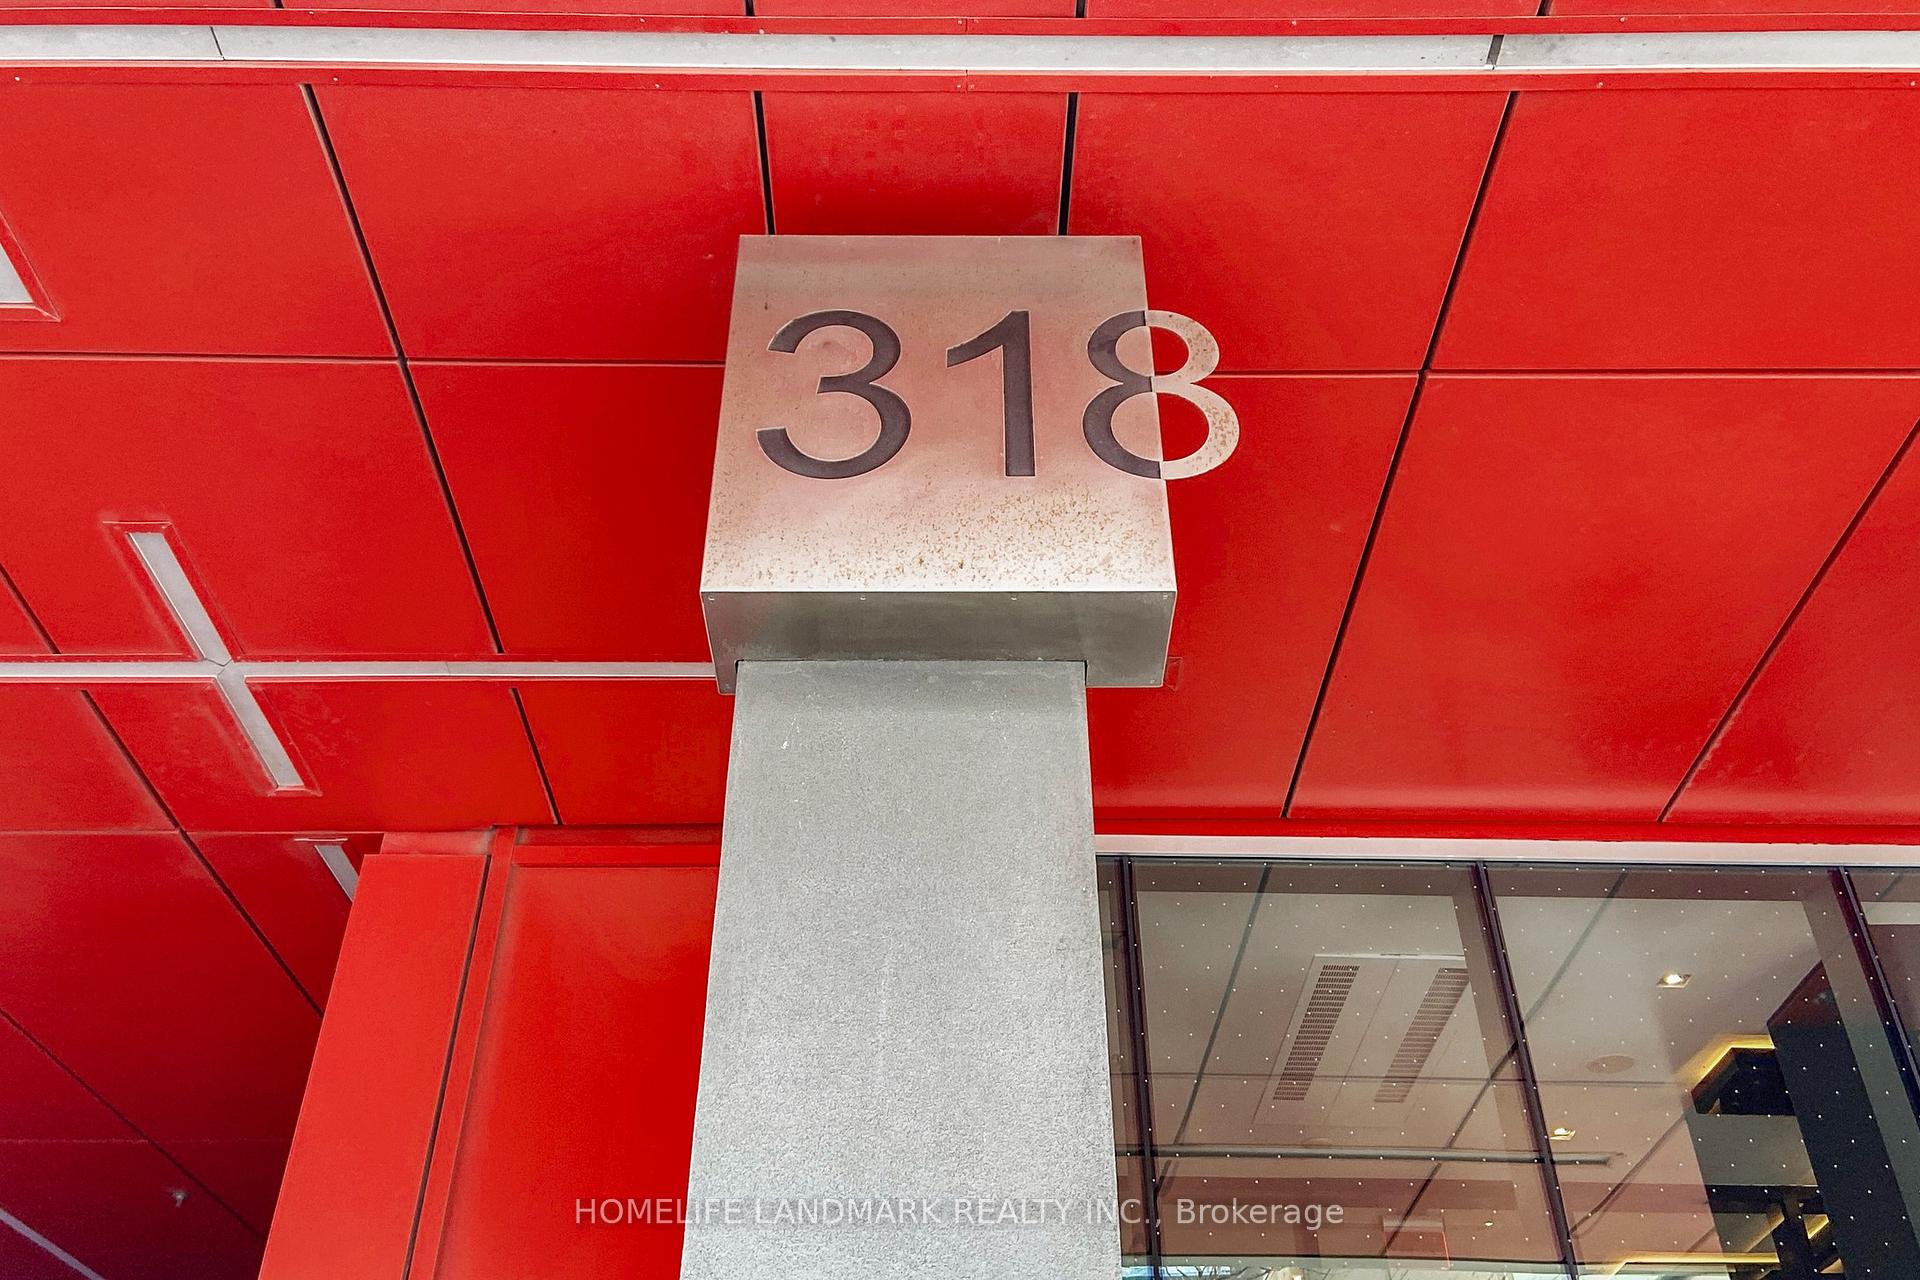 318
HOMELIFE LANDMARK REALTY INC., Brokerage